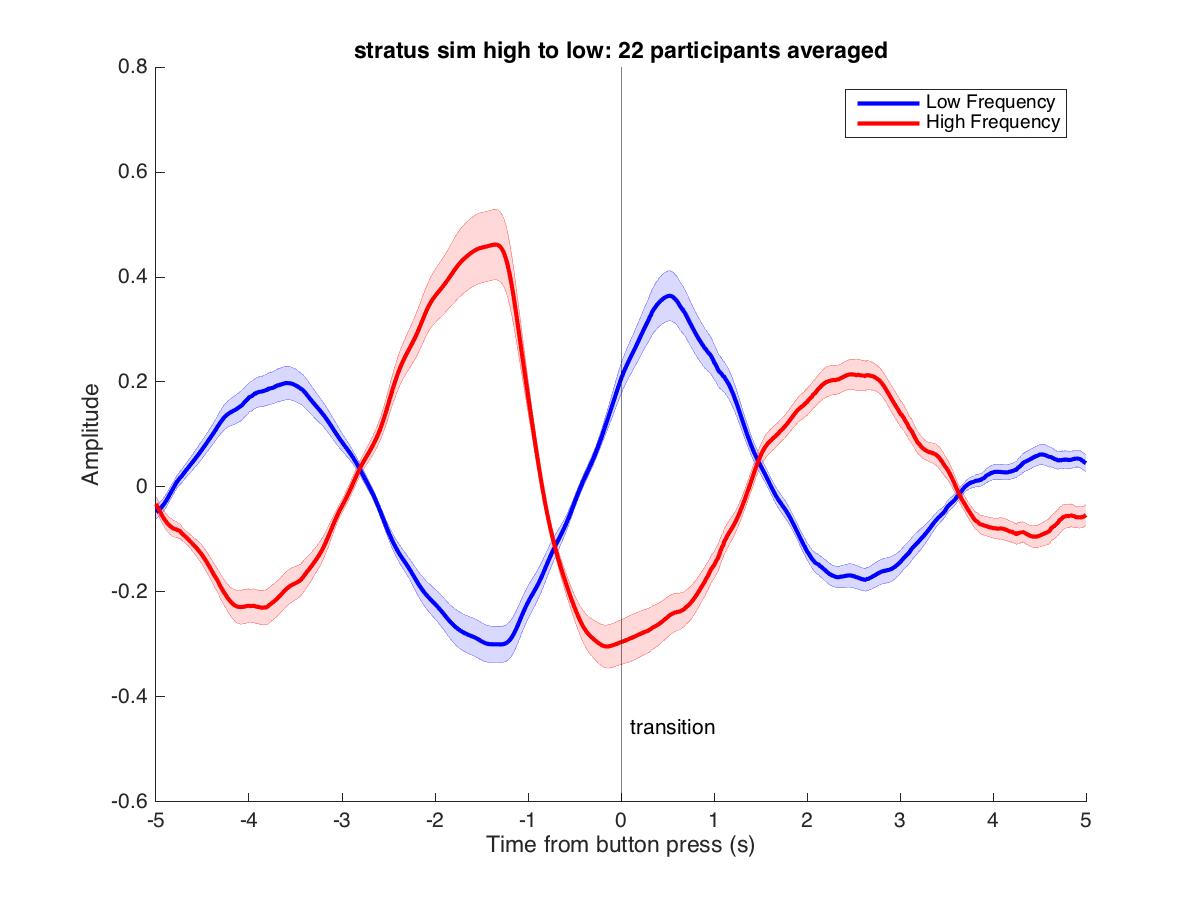 stratus sim high to low: 22 participants averaged
0.8
0.6
0.4
0.2
0
-0.2
-0.4
-0.6
Amplitude
Low Frequency
High Frequency
transition
-5 -4 -3 -2 -1 0 1 2 3 4 5
Time from button press (s)